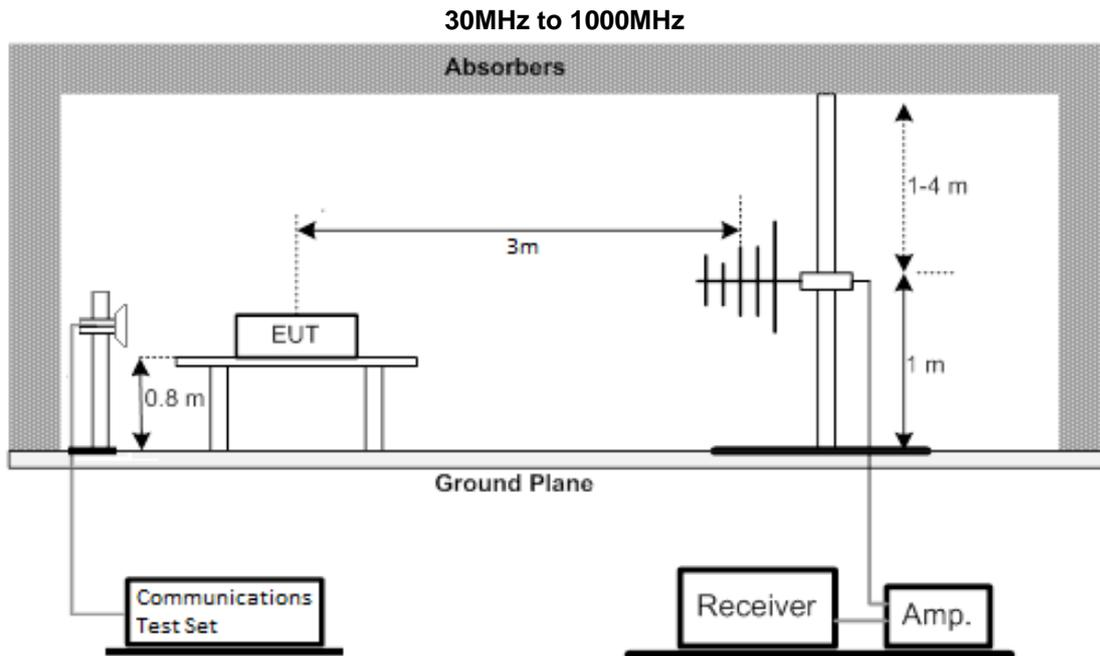 30MHz to 1000MHz
Absorbers
1-4 m
3m
EUT
1 m
0.8 m
Ground Plane
Communications
Test Set
Receiver
Amp.